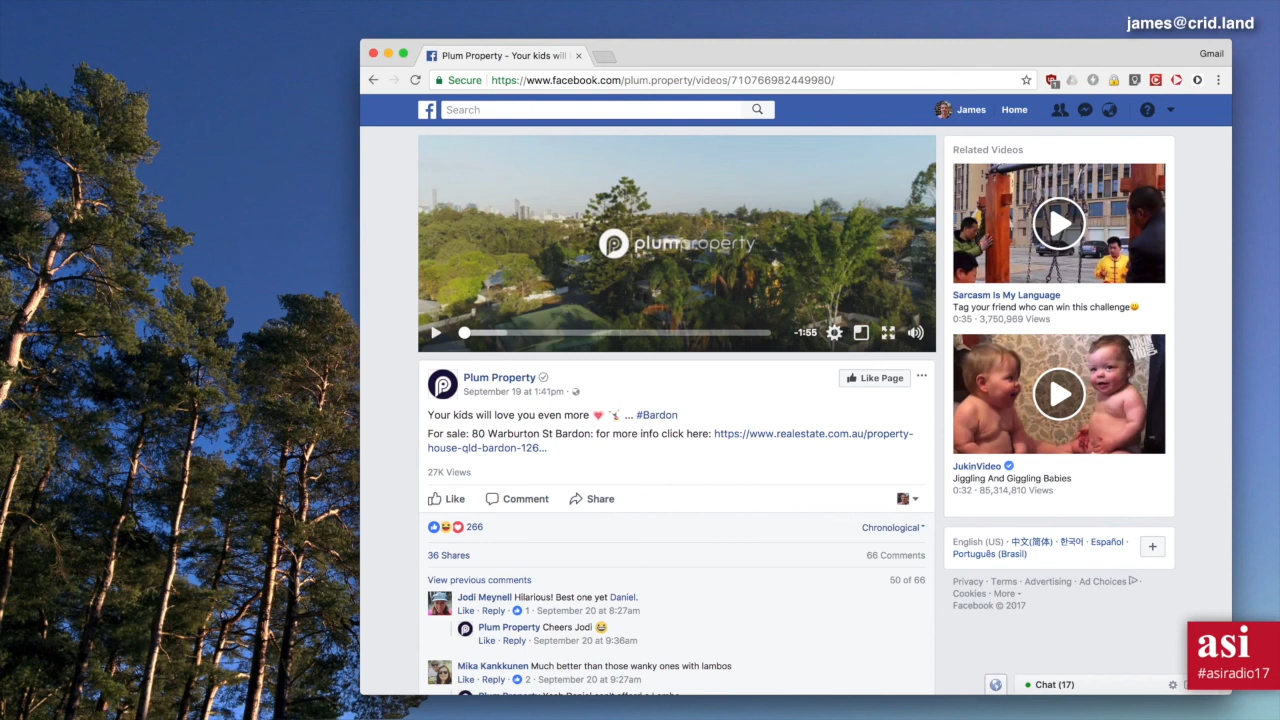 james@crid.land
Plum Property - Your kids will
Gmail
Secure https://www.facebook.com/plum.property/videos/710766982449980/
Search
James Home
plumproperty
-1:55
Plum Property
September 19 at 1:41pm ·
Like Page
Your kids will love you even more 💗 ... #Bardon
For sale: 80 Warburton St Bardon: for more info click here: https://www.realestate.com.au/property-
house-qld-bardon-126...
27K Views
Like Comment Share
266
Chronological
36 Shares
66 Comments
View previous comments
50 of 66
Jodi Meynell Hilarious! Best one yet Daniel.
Like · Reply · 1 · September 20 at 8:27am
Plum Property Cheers Jodi 😂
Like · Reply · September 20 at 9:36am
Mika Kankkunen Much better than those wanky ones with lambos
Like · Reply · 2 · September 20 at 9:27am
Plum Property
Related Videos
Sarcasm Is My Language
Tag your friend who can win this challenge😀
0:35 · 3,750,969 Views
JukinVideo
Jiggling And Giggling Babies
0:32 · 85,314,810 Views
English (US) · 中文(简体) · 한국어 · Español ·
Português (Brasil)
Privacy · Terms · Advertising · Ad Choices ·
Cookies · More
Facebook © 2017
Chat (17)
asi
#asiradio17